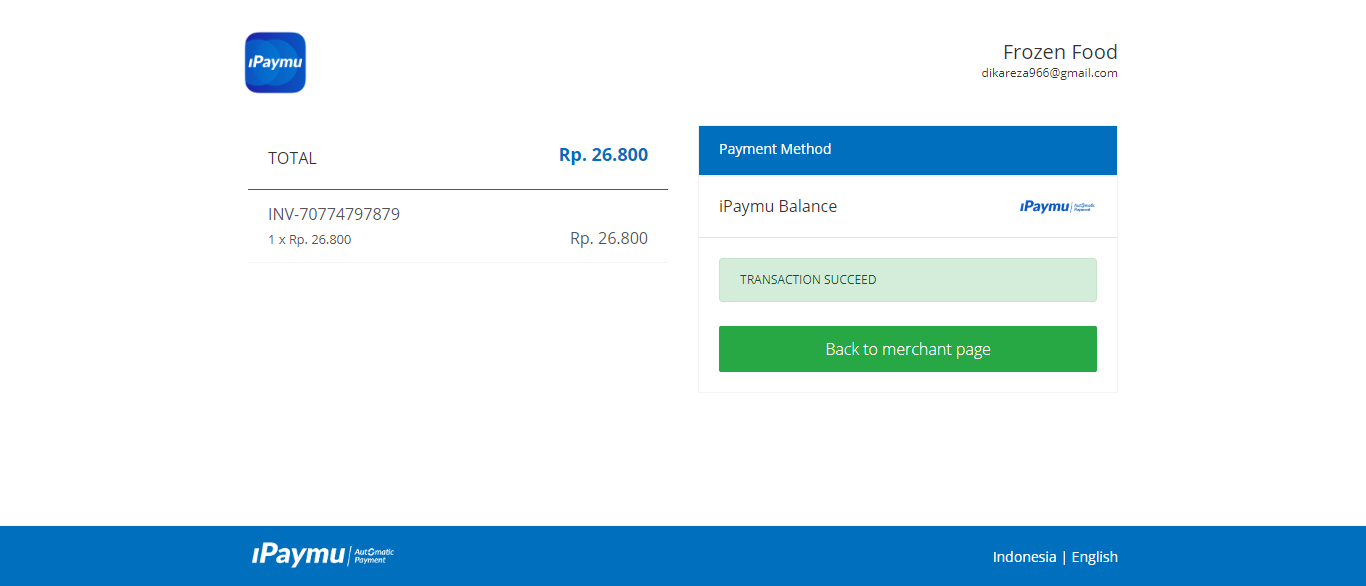 iPaymu
Frozen Food
dikareza966@gmail.com
TOTAL
Rp. 26.800
INV-70774797879
1 x Rp. 26.800
Rp. 26.800
Payment Method
iPaymu Balance
iPaymu Automatic Payment
TRANSACTION SUCCEED
Back to merchant page
iPaymu
Automatic
Payment
Indonesia | English